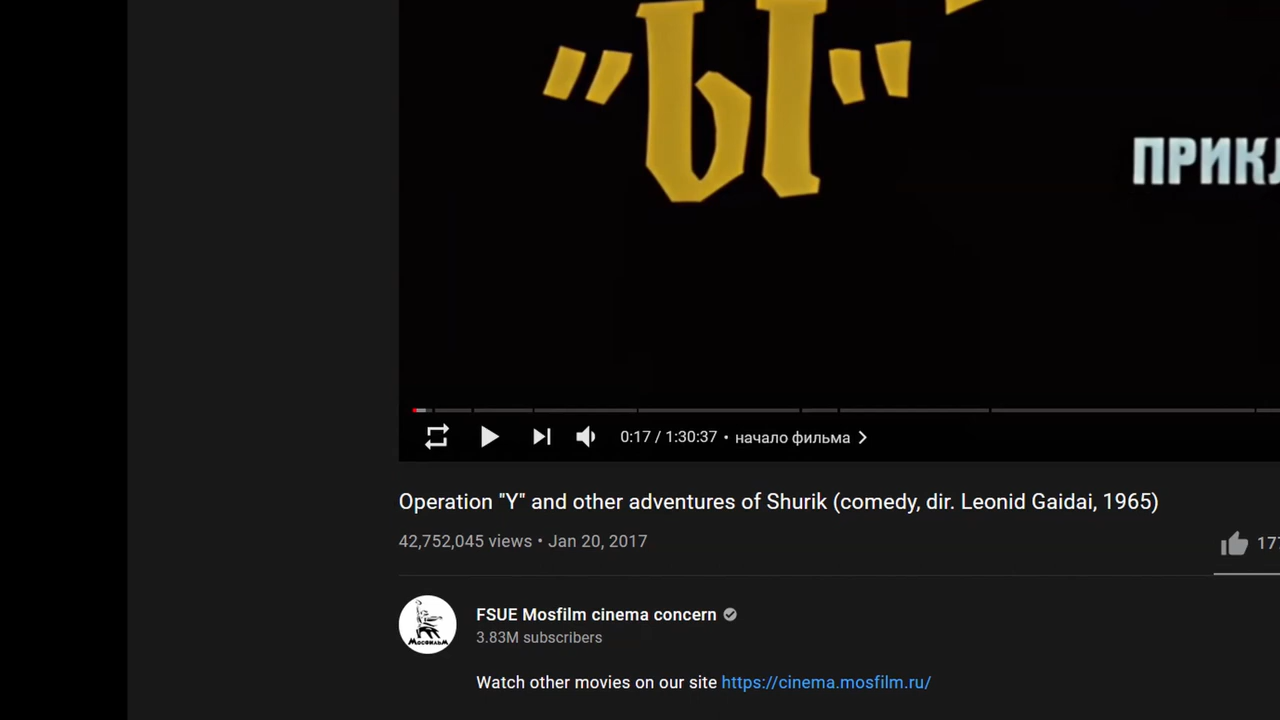 "Ы"
0:17 / 1:30:37 • начало фильма
Operation "Y" and other adventures of Shurik (comedy, dir. Leonid Gaidai, 1965)
42,752,045 views • Jan 20, 2017
FSUE Mosfilm cinema concern
МОСФИЛЬМ
3.83M subscribers
Watch other movies on our site https://cinema.mosfilm.ru/